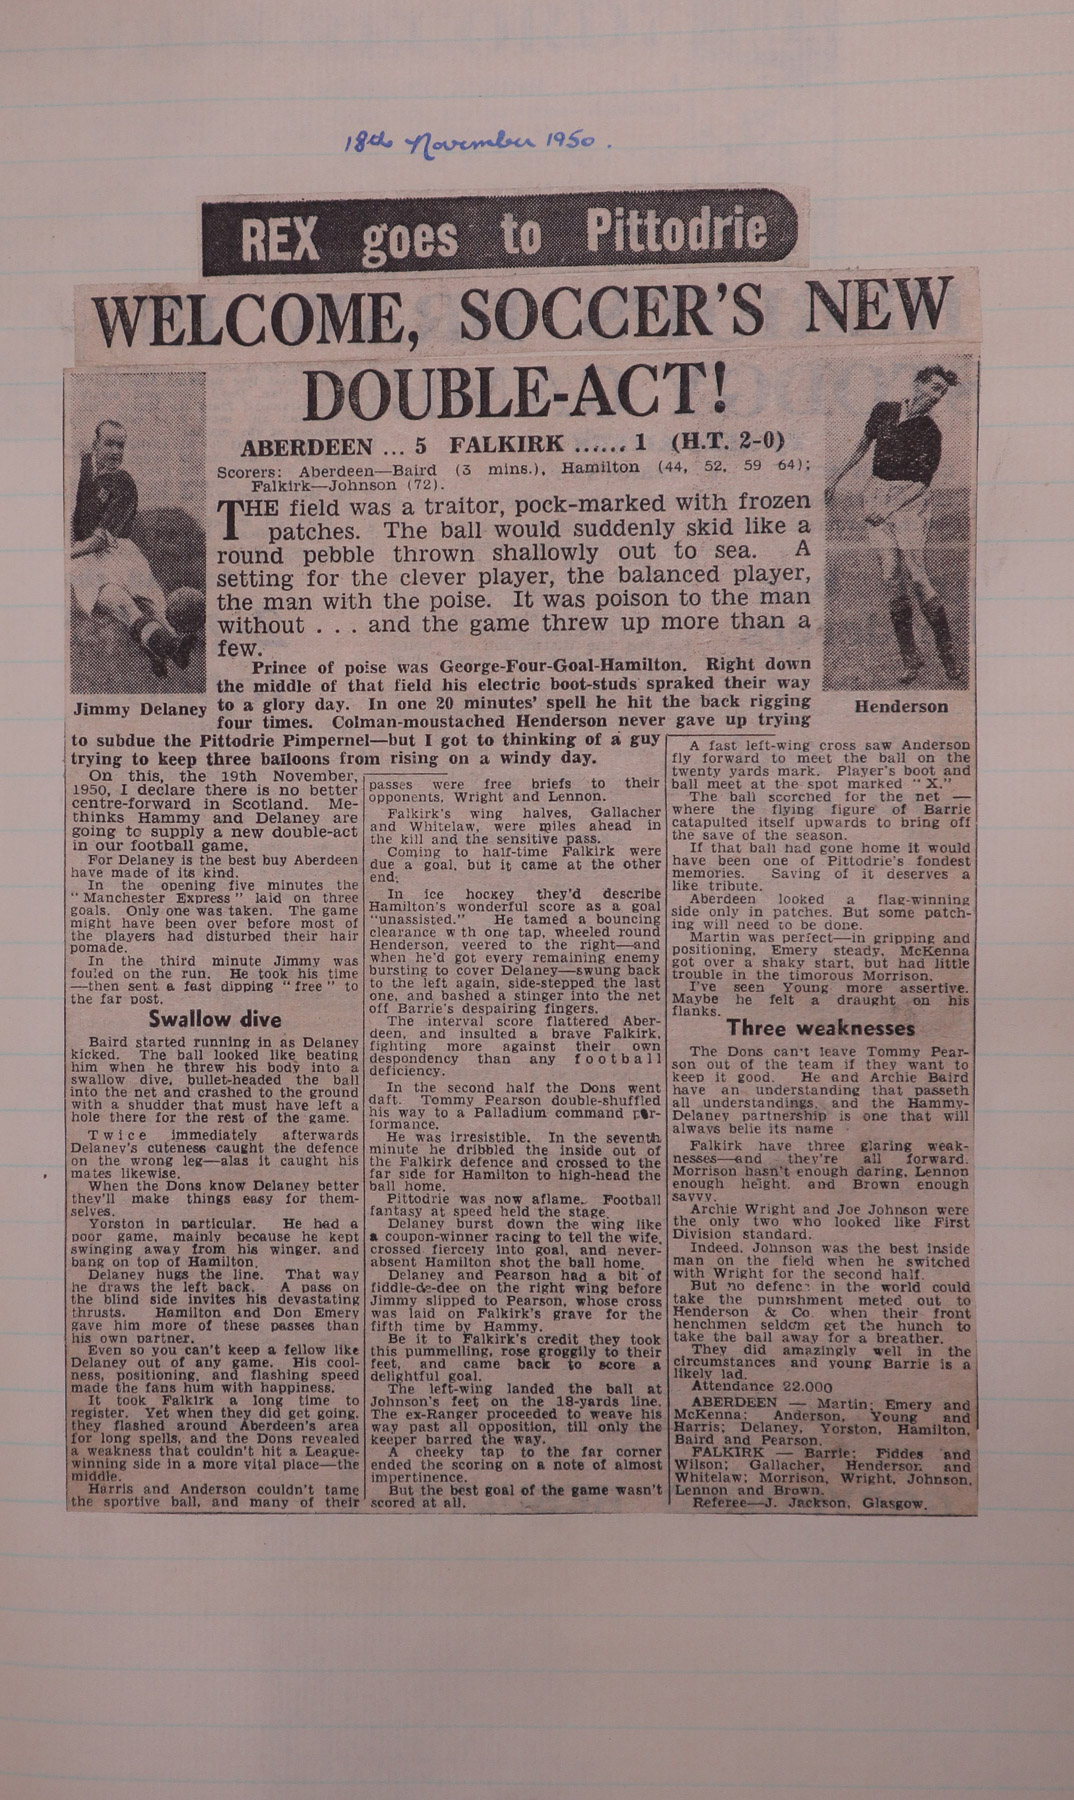 18th November 1950.
REX goes to Pittodrie
WELCOME, SOCCER'S NEW
DOUBLE-ACT!
ABERDEEN ... 5 FALKIRK ...... 1 (H.T. 2-0)
Scorers: Aberdeen—Baird (3 mins.), Hamilton (44, 52, 59 64);
Falkirk—Johnson (72).
THE field was a traitor, pock-marked with frozen
patches. The ball would suddenly skid like a
round pebble thrown shallowly out to sea. A
setting for the clever player, the balanced player,
the man with the poise. It was poison to the man
without . . . and the game threw up more than a
few.
Prince of poise was George-Four-Goal-Hamilton. Right down
the middle of that field his electric boot-studs spraked their way
to a glory day. In one 20 minutes' spell he hit the back rigging
four times. Colman-moustached Henderson never gave up trying
to subdue the Pittodrie Pimpernel—but I got to thinking of a guy
trying to keep three balloons from rising on a windy day.
Jimmy Delaney
Henderson
On this, the 19th November,
1950, I declare there is no better
centre-forward in Scotland. Me-
thinks Hammy and Delaney are
going to supply a new double-act
in our football game.
For Delaney is the best buy Aberdeen
have made of its kind.
In the opening five minutes the
"Manchester Express" laid on three
goals. Only one was taken. The game
might have been over before most of
the players had disturbed their hair
pomade.
In the third minute Jimmy was
fouled on the run. He took his time
—then sent a fast dipping "free" to
the far post.
Swallow dive
Baird started running in as Delaney
kicked. The ball looked like beating
him when he threw his body into a
swallow dive, bullet-headed the ball
into the net and crashed to the ground
with a shudder that must have left a
hole there for the rest of the game.
Twice immediately afterwards
Delaney's cuteness caught the defence
on the wrong leg—alas it caught his
mates likewise.
When the Dons know Delaney better
they'll make things easy for them-
selves.
Yorston in particular. He had a
poor game, mainly because he kept
swinging away from his winger, and
bang on top of Hamilton.
Delaney hugs the line. That way
he draws the left back. A pass on
the blind side invites his devastating
thrusts. Hamilton and Don Emery
gave him more of these passes than
his own partner.
Even so you can't keep a fellow like
Delaney out of any game. His cool-
ness, positioning, and flashing speed
made the fans hum with happiness.
It took Falkirk a long time to
register. Yet when they did get going,
they flashed around Aberdeen's area
for long spells, and the Dons revealed
a weakness that couldn't hit a League-
winning side in a more vital place—the
middle.
Harris and Anderson couldn't tame
the sportive ball, and many of their
passes were free briefs to their
opponents, Wright and Lennon.
Falkirk's wing halves, Gallacher
and Whitelaw, were miles ahead in
the kill and the sensitive pass.
Coming to half-time Falkirk were
due a goal, but it came at the other
end.
In ice hockey they'd describe
Hamilton's wonderful score as a goal
"unassisted." He tamed a bouncing
clearance w th one tap, wheeled round
Henderson, veered to the right—and
when he'd got every remaining enemy
bursting to cover Delaney—swung back
to the left again, side-stepped the last
one, and bashed a stinger into the net
off Barrie's despairing fingers.
The interval score flattered Aber-
deen, and insulted a brave Falkirk,
fighting more against their own
despondency than any football
deficiency.
In the second half the Dons went
daft. Tommy Pearson double-shuffled
his way to a Palladium command per-
formance.
He was irresistible. In the seventh
minute he dribbled the inside out of
the Falkirk defence and crossed to the
far side for Hamilton to high-head the
ball home.
Pittodrie was now aflame. Football
fantasy at speed held the stage.
Delaney burst down the wing like
a coupon-winner racing to tell the wife,
crossed fiercely into goal, and never-
absent Hamilton shot the ball home.
Delaney and Pearson had a bit of
fiddle-de-dee on the right wing before
Jimmy slipped to Pearson, whose cross
was laid on Falkirk's grave for the
fifth time by Hammy.
Be it to Falkirk's credit they took
this pummelling, rose groggily to their
feet, and came back to score a
delightful goal.
The left-wing landed the ball at
Johnson's feet on the 18-yards line.
The ex-Ranger proceeded to weave his
way past all opposition, till only the
keeper barred the way.
A cheeky tap to the far corner
ended the scoring on a note of almost
impertinence.
But the best goal of the game wasn't
scored at all.
A fast left-wing cross saw Anderson
fly forward to meet the ball on the
twenty yards mark. Player's boot and
ball meet at the spot marked "X."
The ball scorched for the net —
where the flying figure of Barrie
catapulted itself upwards to bring off
the save of the season.
If that ball had gone home it would
have been one of Pittodrie's fondest
memories. Saving of it deserves a
like tribute.
Aberdeen looked a flag-winning
side only in patches. But some patch-
ing will need to be done.
Martin was perfect—in gripping and
positioning, Emery steady, McKenna
got over a shaky start, but had little
trouble in the timorous Morrison.
I've seen Young more assertive.
Maybe he felt a draught on his
flanks.
Three weaknesses
The Dons can't leave Tommy Pear-
son out of the team if they want to
keep it good. He and Archie Baird
have an understanding that passeth
all understandings, and the Hammy-
Delaney partnership is one that will
always belie its name
Falkirk have three glaring weak-
nesses—and they're all forward.
Morrison hasn't enough daring, Lennon
enough height, and Brown enough
savvy.
Archie Wright and Joe Johnson were
the only two who looked like First
Division standard.
Indeed, Johnson was the best inside
man on the field when he switched
with Wright for the second half.
But no defence in the world could
take the punishment meted out to
Henderson & Co. when their front
henchmen seldom get the hunch to
take the ball away for a breather.
They did amazingly well in the
circumstances and young Barrie is a
likely lad.
Attendance 22.000
ABERDEEN — Martin; Emery and
McKenna; Anderson, Young and
Harris; Delaney, Yorston, Hamilton,
Baird and Pearson.
FALKIRK — Barrie; Fiddes and
Wilson; Gallacher, Henderson and
Whitelaw; Morrison, Wright, Johnson,
Lennon and Brown.
Referee—J. Jackson, Glasgow.